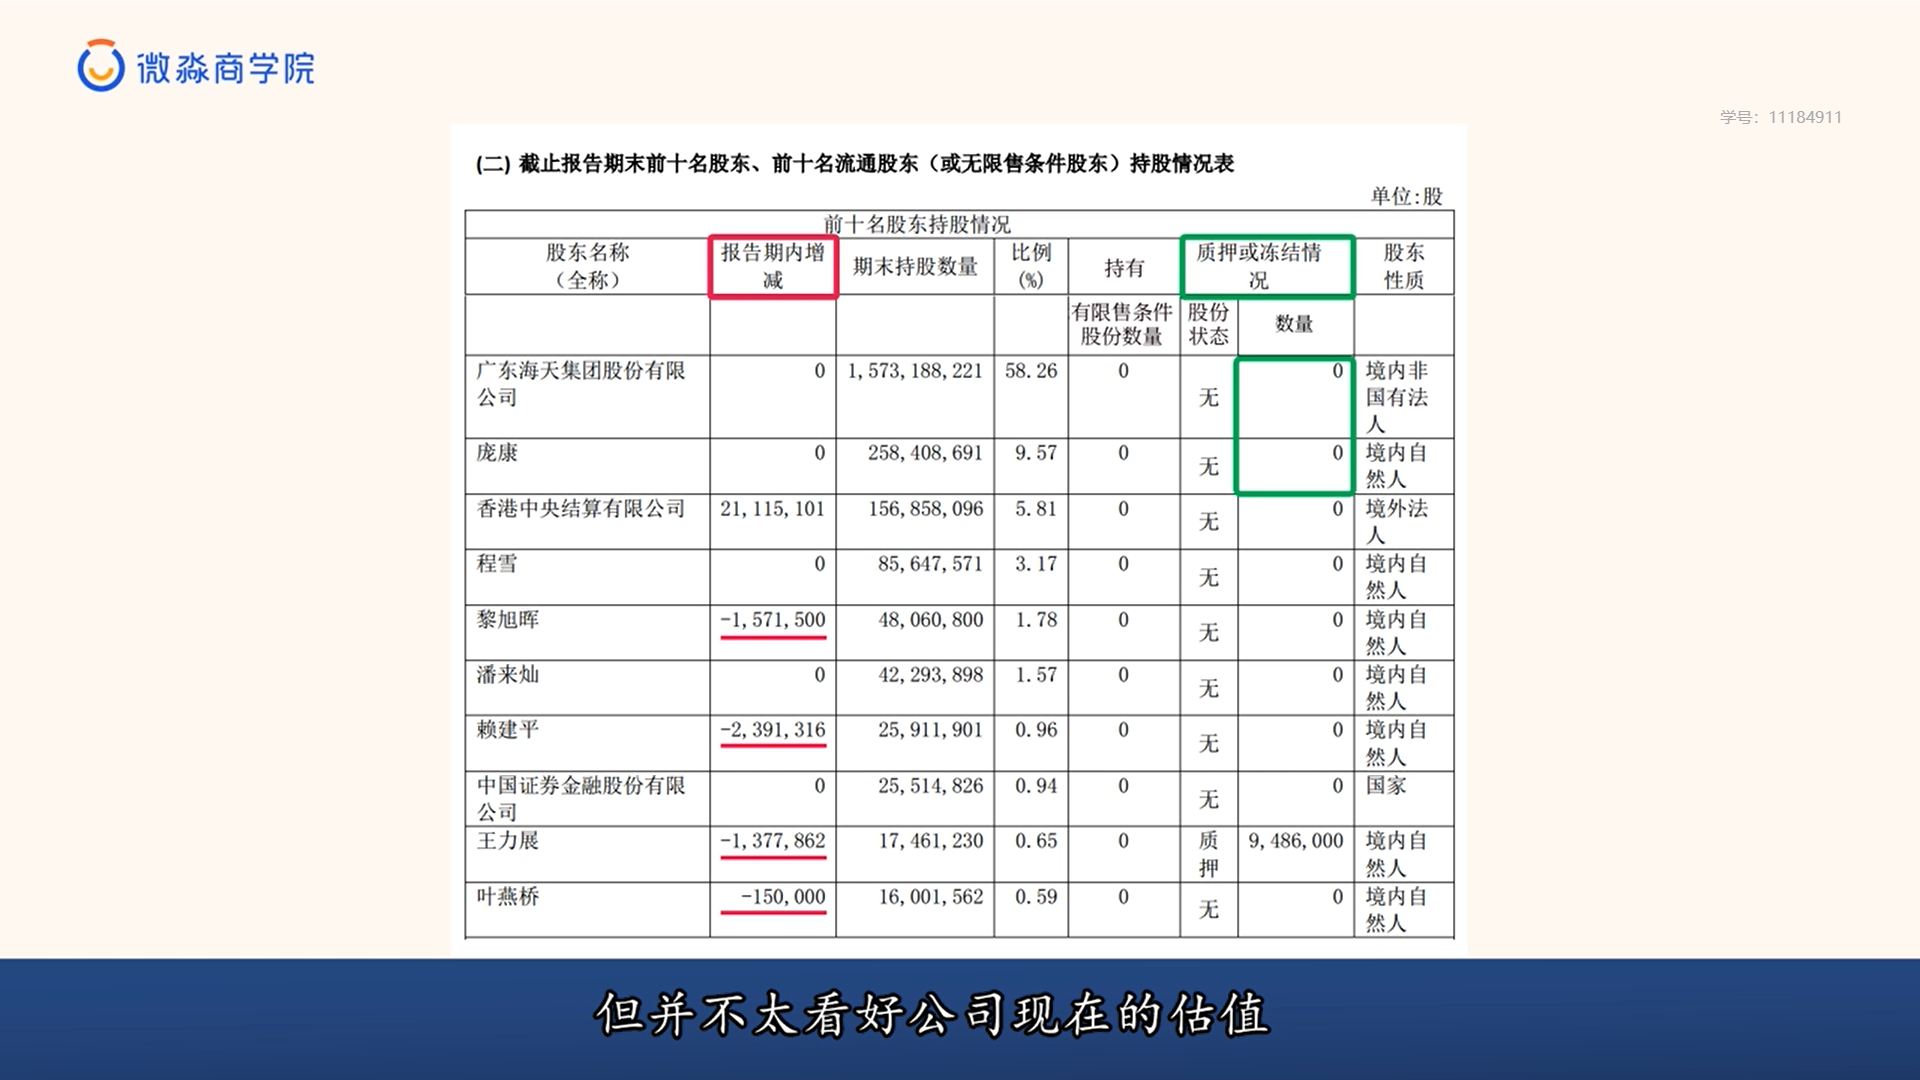 微淼商学院
学号：11184911
(二) 截止报告期末前十名股东、前十名流通股东（或无限售条件股东）持股情况表
单位:股
前十名股东持股情况
股东名称（全称） 报告期内增减 期末持股数量 比例(%) 持有有限售条件股份数量 质押或冻结情况 股东性质
股份状态 数量
广东海天集团股份有限公司 0 1,573,188,221 58.26 0 无 0 境内非国有法人
庞康 0 258,408,691 9.57 0 无 0 境内自然人
香港中央结算有限公司 21,115,101 156,858,096 5.81 0 无 0 境外法人
程雪 0 85,647,571 3.17 0 无 0 境内自然人
黎旭晖 -1,571,500 48,060,800 1.78 0 无 0 境内自然人
潘来灿 0 42,293,898 1.57 0 无 0 境内自然人
赖建平 -2,391,316 25,911,901 0.96 0 无 0 境内自然人
中国证券金融股份有限公司 0 25,514,826 0.94 0 无 0 国家
王力展 -1,377,862 17,461,230 0.65 0 质押 9,486,000 境内自然人
叶燕桥 -150,000 16,001,562 0.59 0 无 0 境内自然人
但并不太看好公司现在的估值